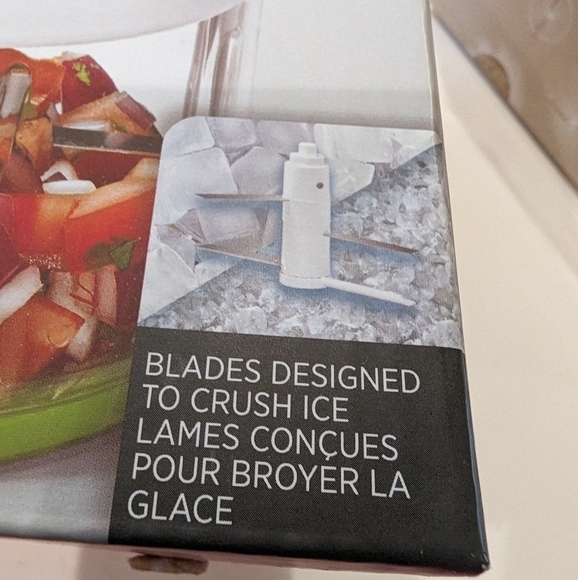 BLADES DESIGNED
TO CRUSH ICE
LAMES CONÇUES
POUR BROYER LA
GLACE